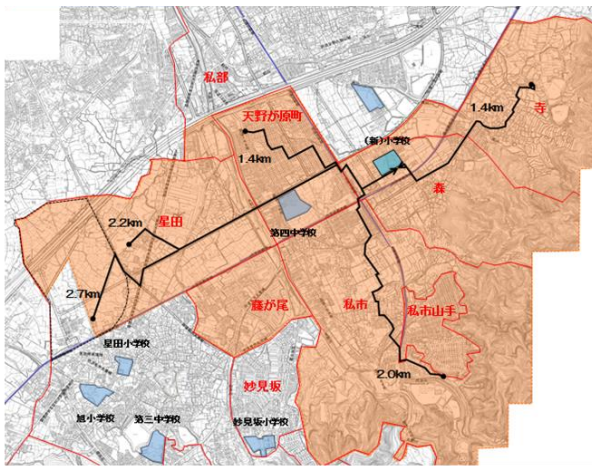 私部
天野が原町
1.4km
寺
1.4km
(新)小学校
森
2.2km
星田
第四中学校
2.7km
藤が尾
私市
私市山手
星田小学校
妙見坂
2.0km
旭小学校
第三中学校
妙見坂小学校